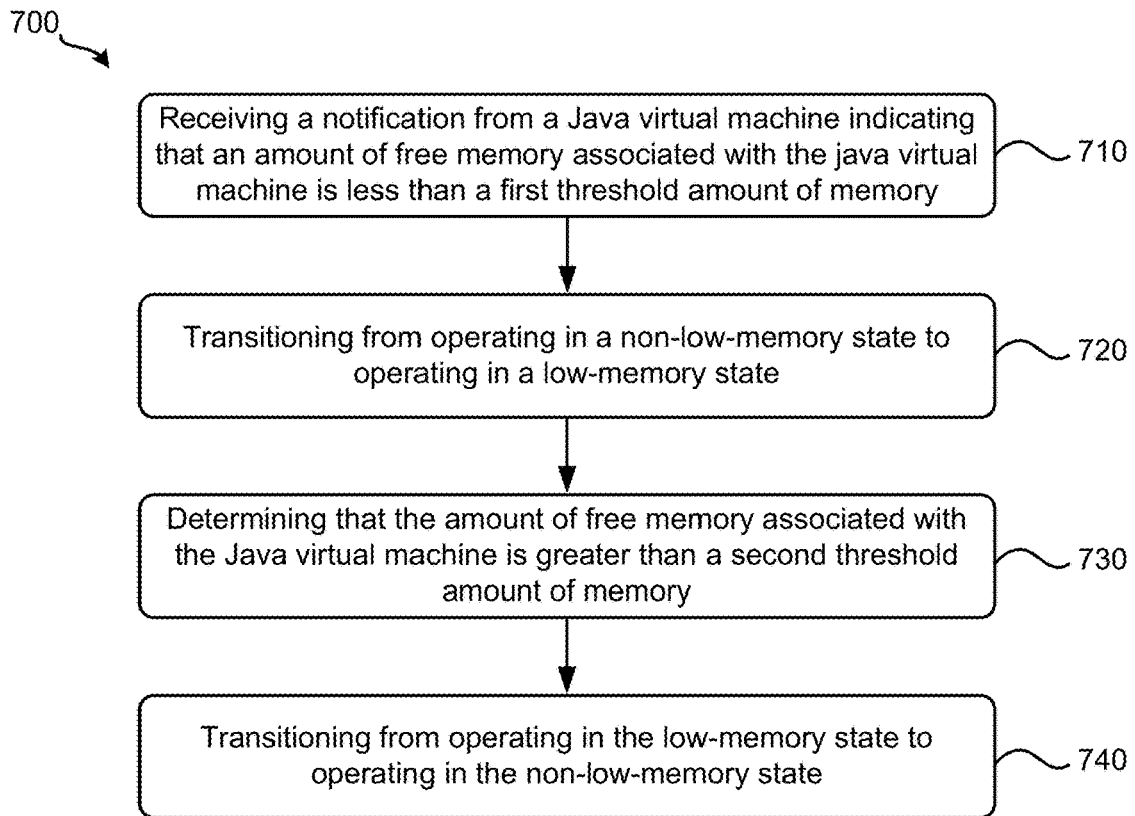 700
Receiving a notification from a Java virtual machine indicating
that an amount of free memory associated with the java virtual
machine is less than a first threshold amount of memory
710
Transitioning from operating in a non-low-memory state to
operating in a low-memory state
720
Determining that the amount of free memory associated with
the Java virtual machine is greater than a second threshold
amount of memory
730
Transitioning from operating in the low-memory state to
operating in the non-low-memory state
740